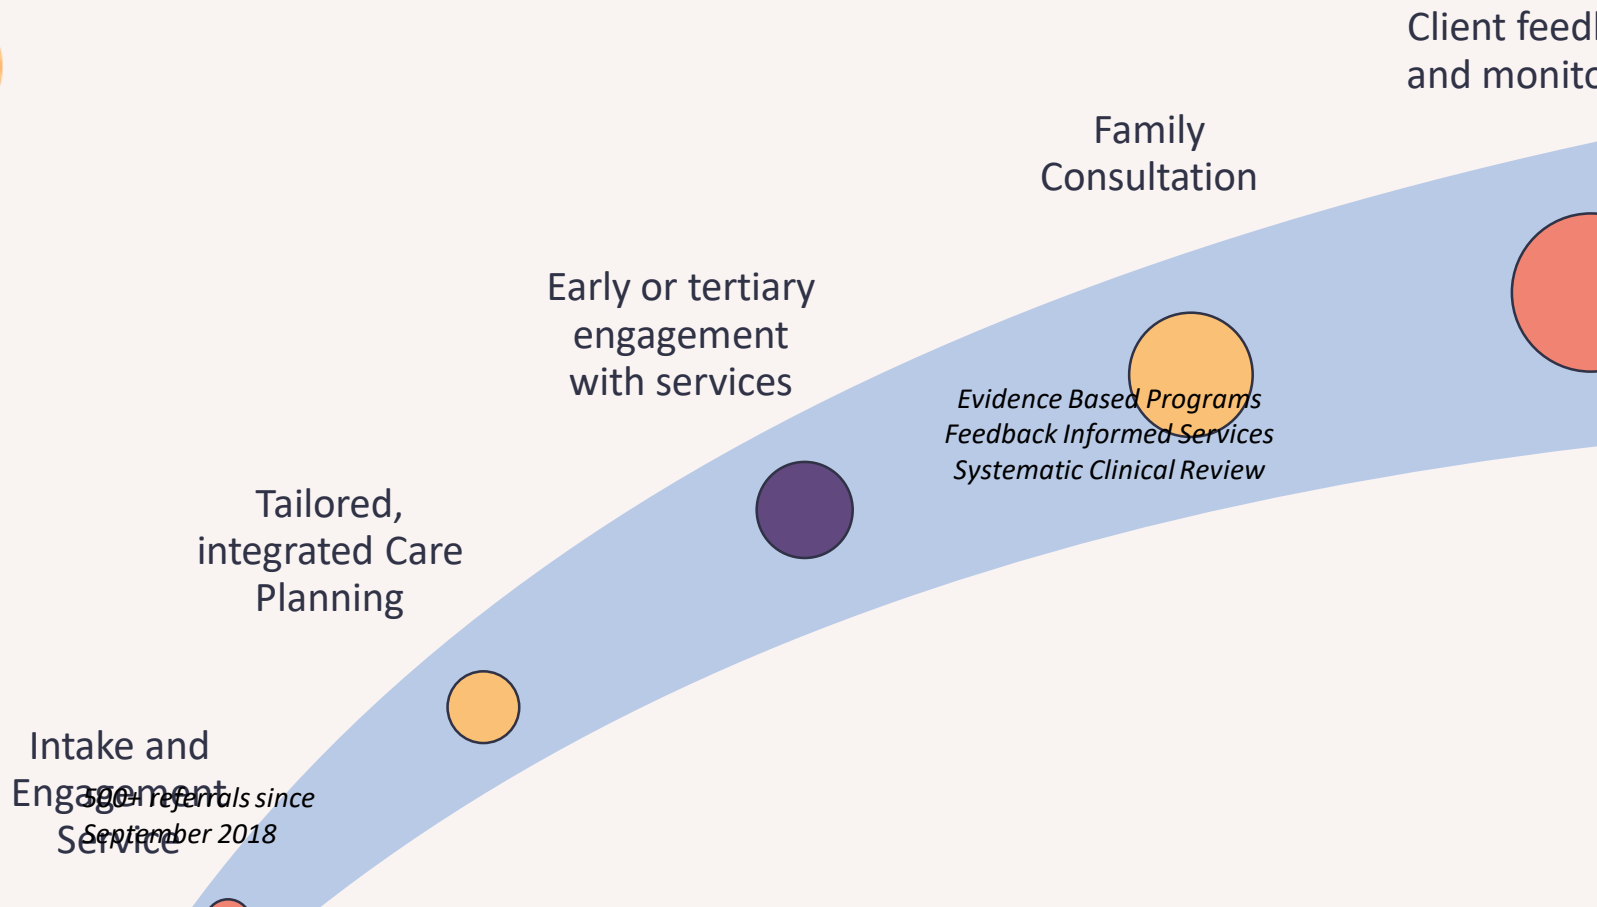 Client feed
and monito
Family
Consultation
Early or tertiary
engagement
with services
Evidence Based Programs
Feedback Informed Services
Systematic Clinical Review
Tailored,
integrated Care
Planning
Intake and
Engagement
Service
500+ referrals since
September 2018